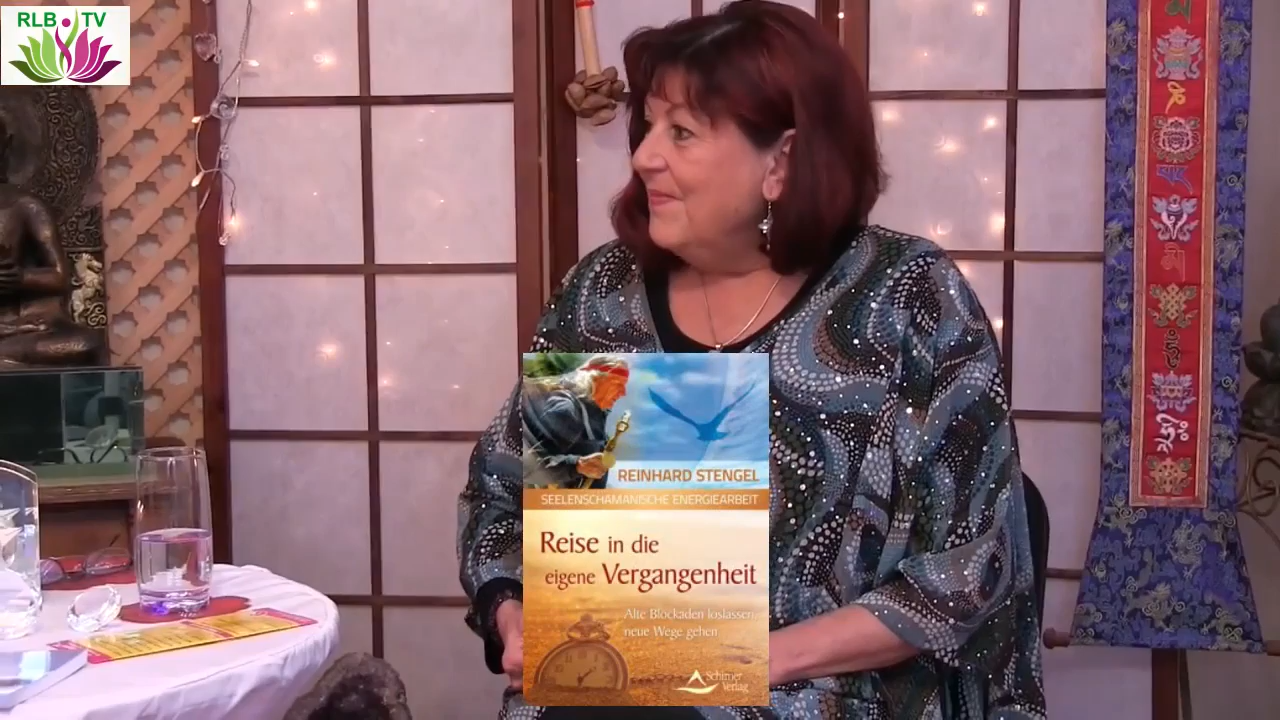 RLB TV
REINHARD STENGEL
SEELENSCHAMANISCHE ENERGIEARBEIT
Reise in die
eigene Vergangenheit
Alte Blockaden loslassen,
neue Wege gehen
Schirner
Verlag